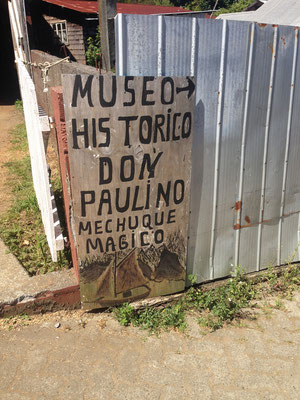 MUSEO→
HISTORICO
DON
PAULINO
MECHUQUE
MAGICO